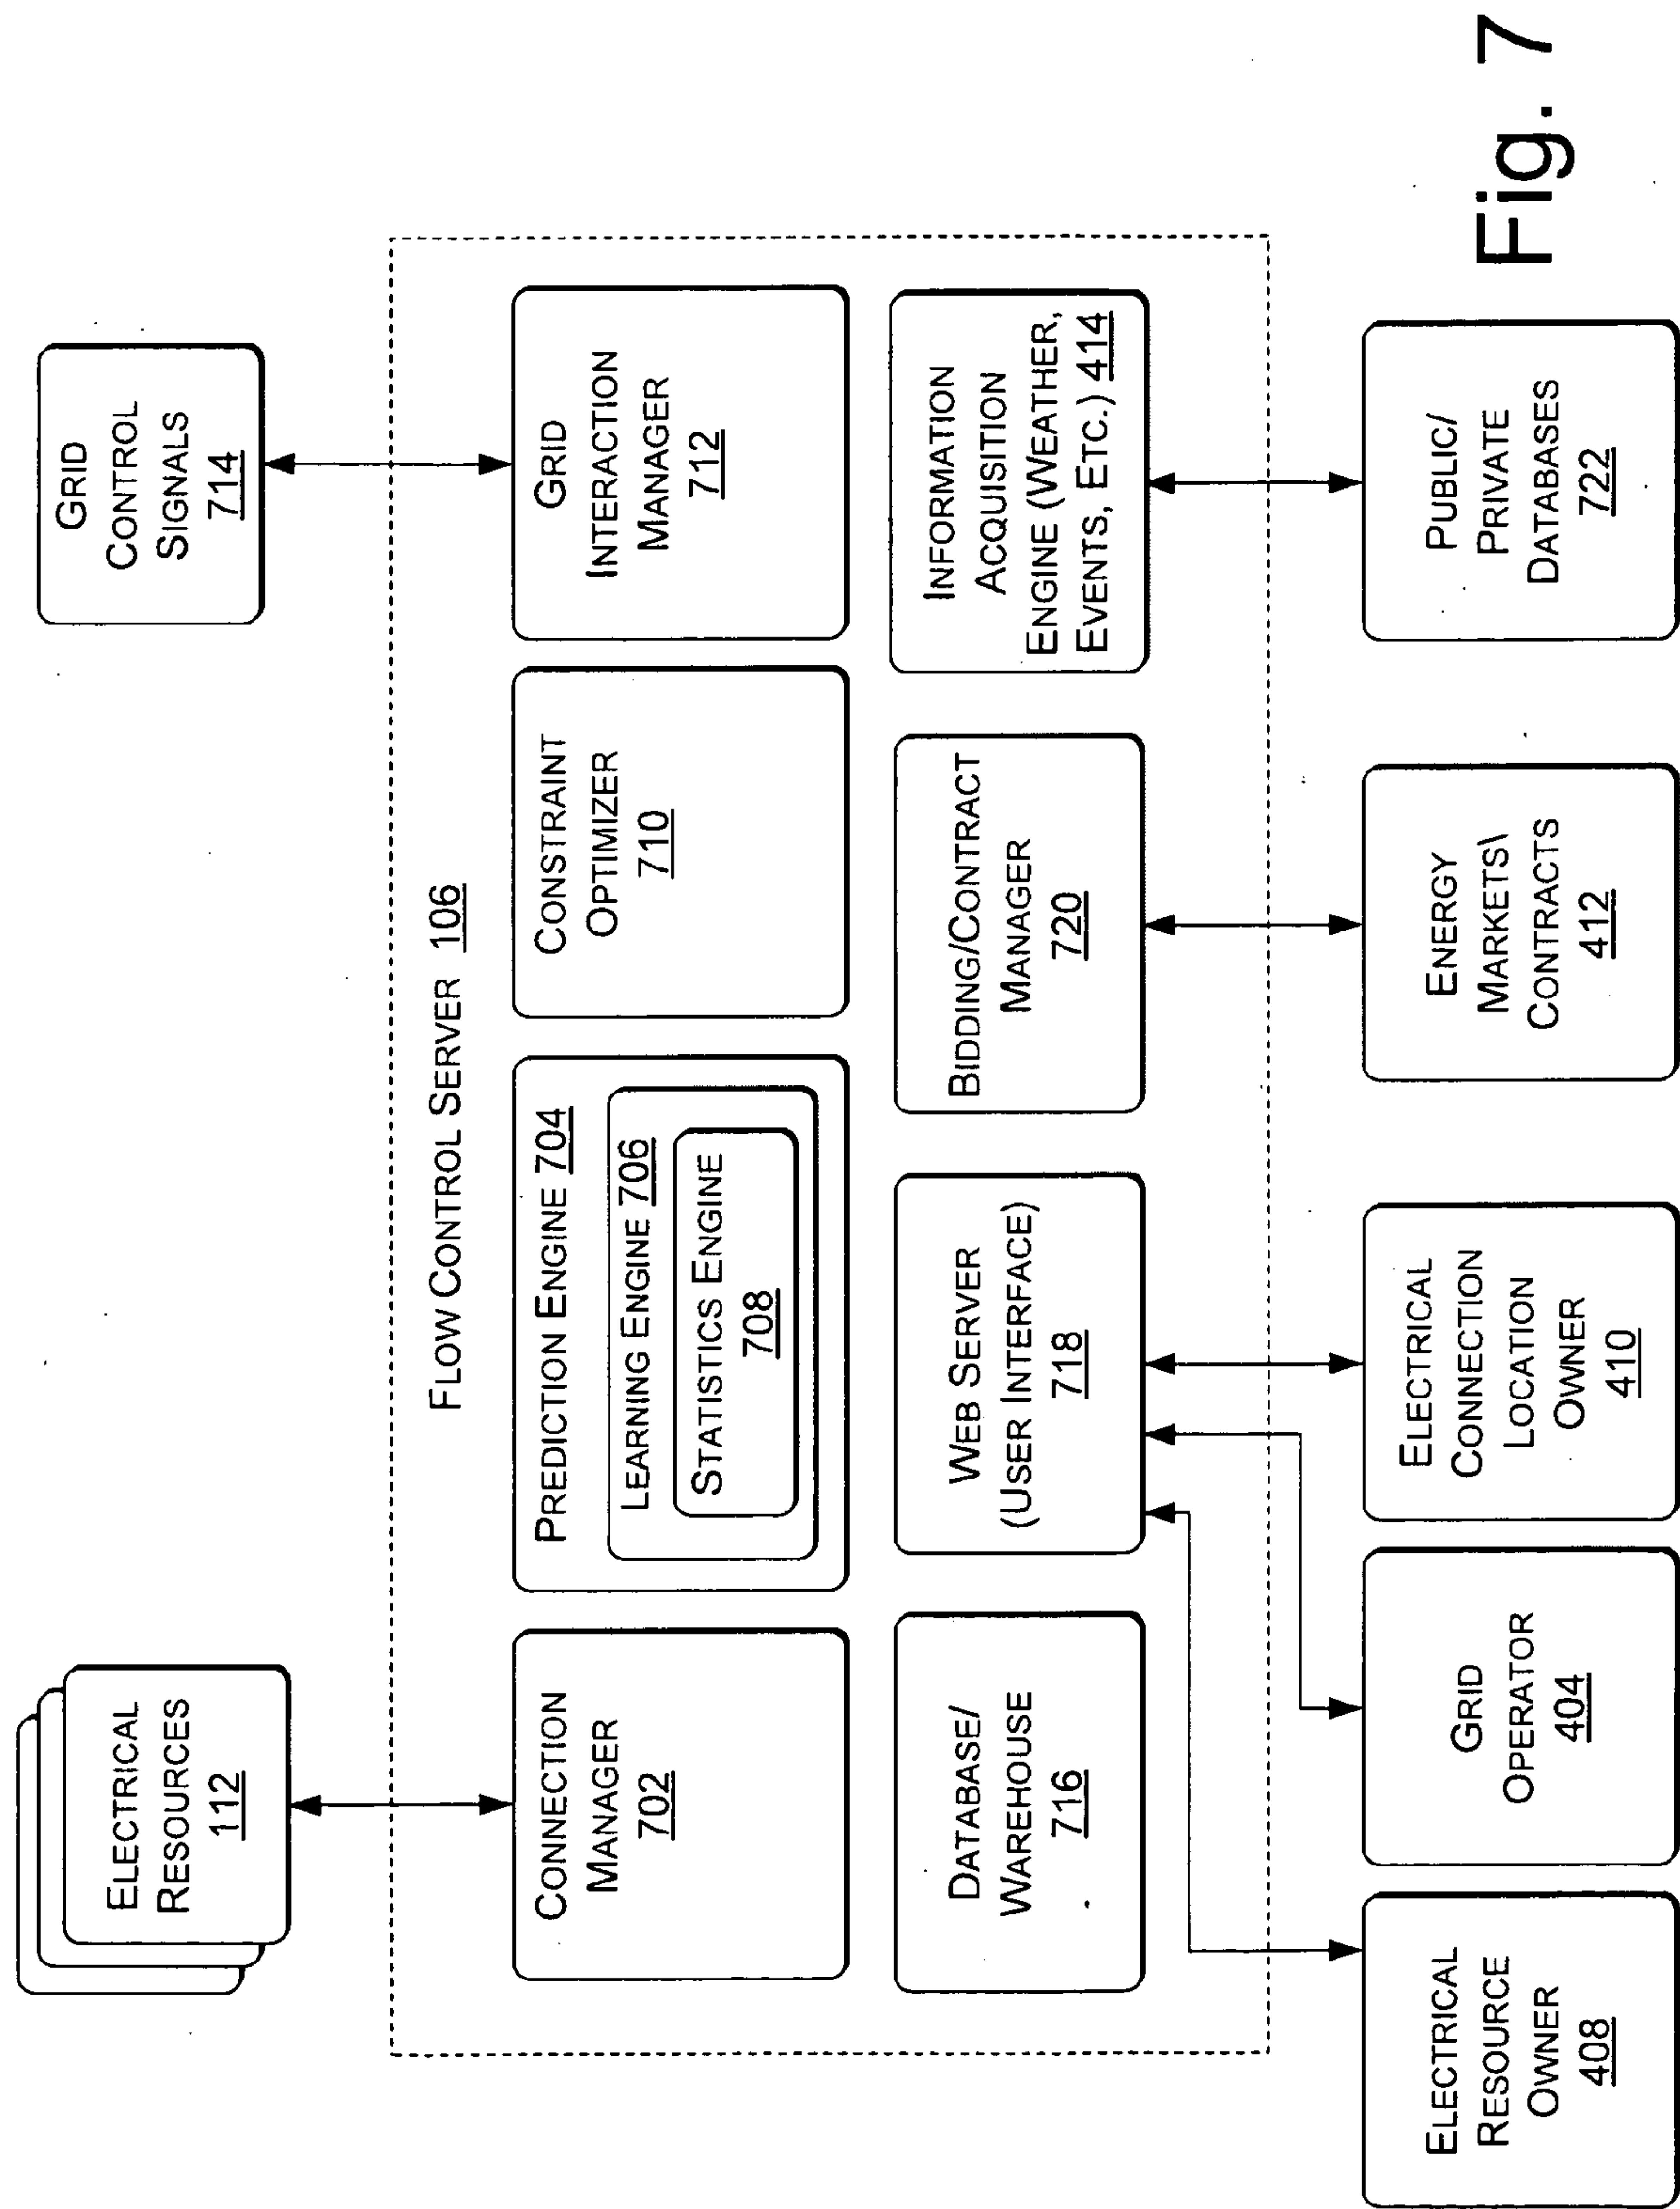 ELECTRICAL
RESOURCES
112
GRID
CONTROL
SIGNALS
714
FLOW CONTROL SERVER 106
CONNECTION
MANAGER
702
PREDICTION ENGINE 704
LEARNING ENGINE 706
STATISTICS ENGINE
708
CONSTRAINT
OPTIMIZER
710
GRID
INTERACTION
MANAGER
712
DATABASE/
WAREHOUSE
716
WEB SERVER
(USER INTERFACE)
718
BIDDING/CONTRACT
MANAGER
720
INFORMATION
ACQUISITION
ENGINE (WEATHER,
EVENTS, ETC.) 414
ELECTRICAL
RESOURCE
OWNER
408
GRID
OPERATOR
404
ELECTRICAL
CONNECTION
LOCATION
OWNER
410
ENERGY
MARKETS\
CONTRACTS
412
PUBLIC/
PRIVATE
DATABASES
722
Fig. 7